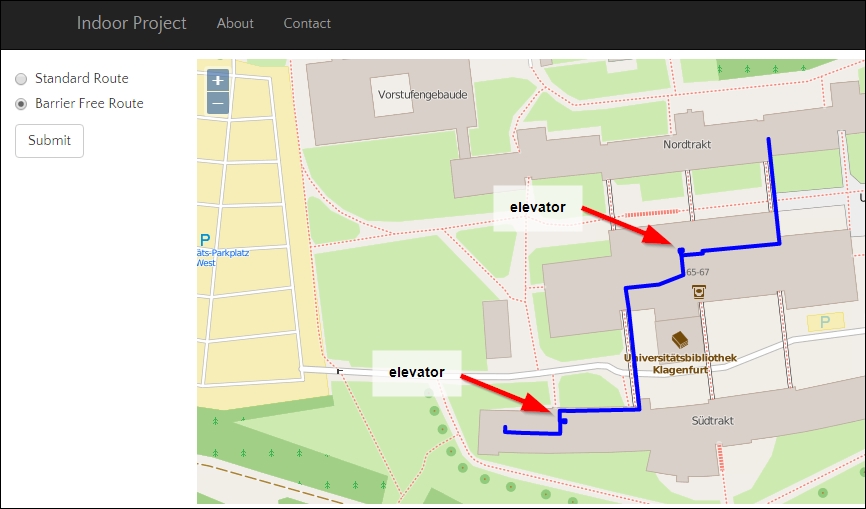 Indoor Project About Contact
Standard Route
Barrier Free Route
Submit
+
−
Vorstufengebaude
Nordtrakt
elevator
P
äts-Parkplatz
West
65-67
P
Universitätsbibliothek
Klagenfurt
elevator
Südtrakt